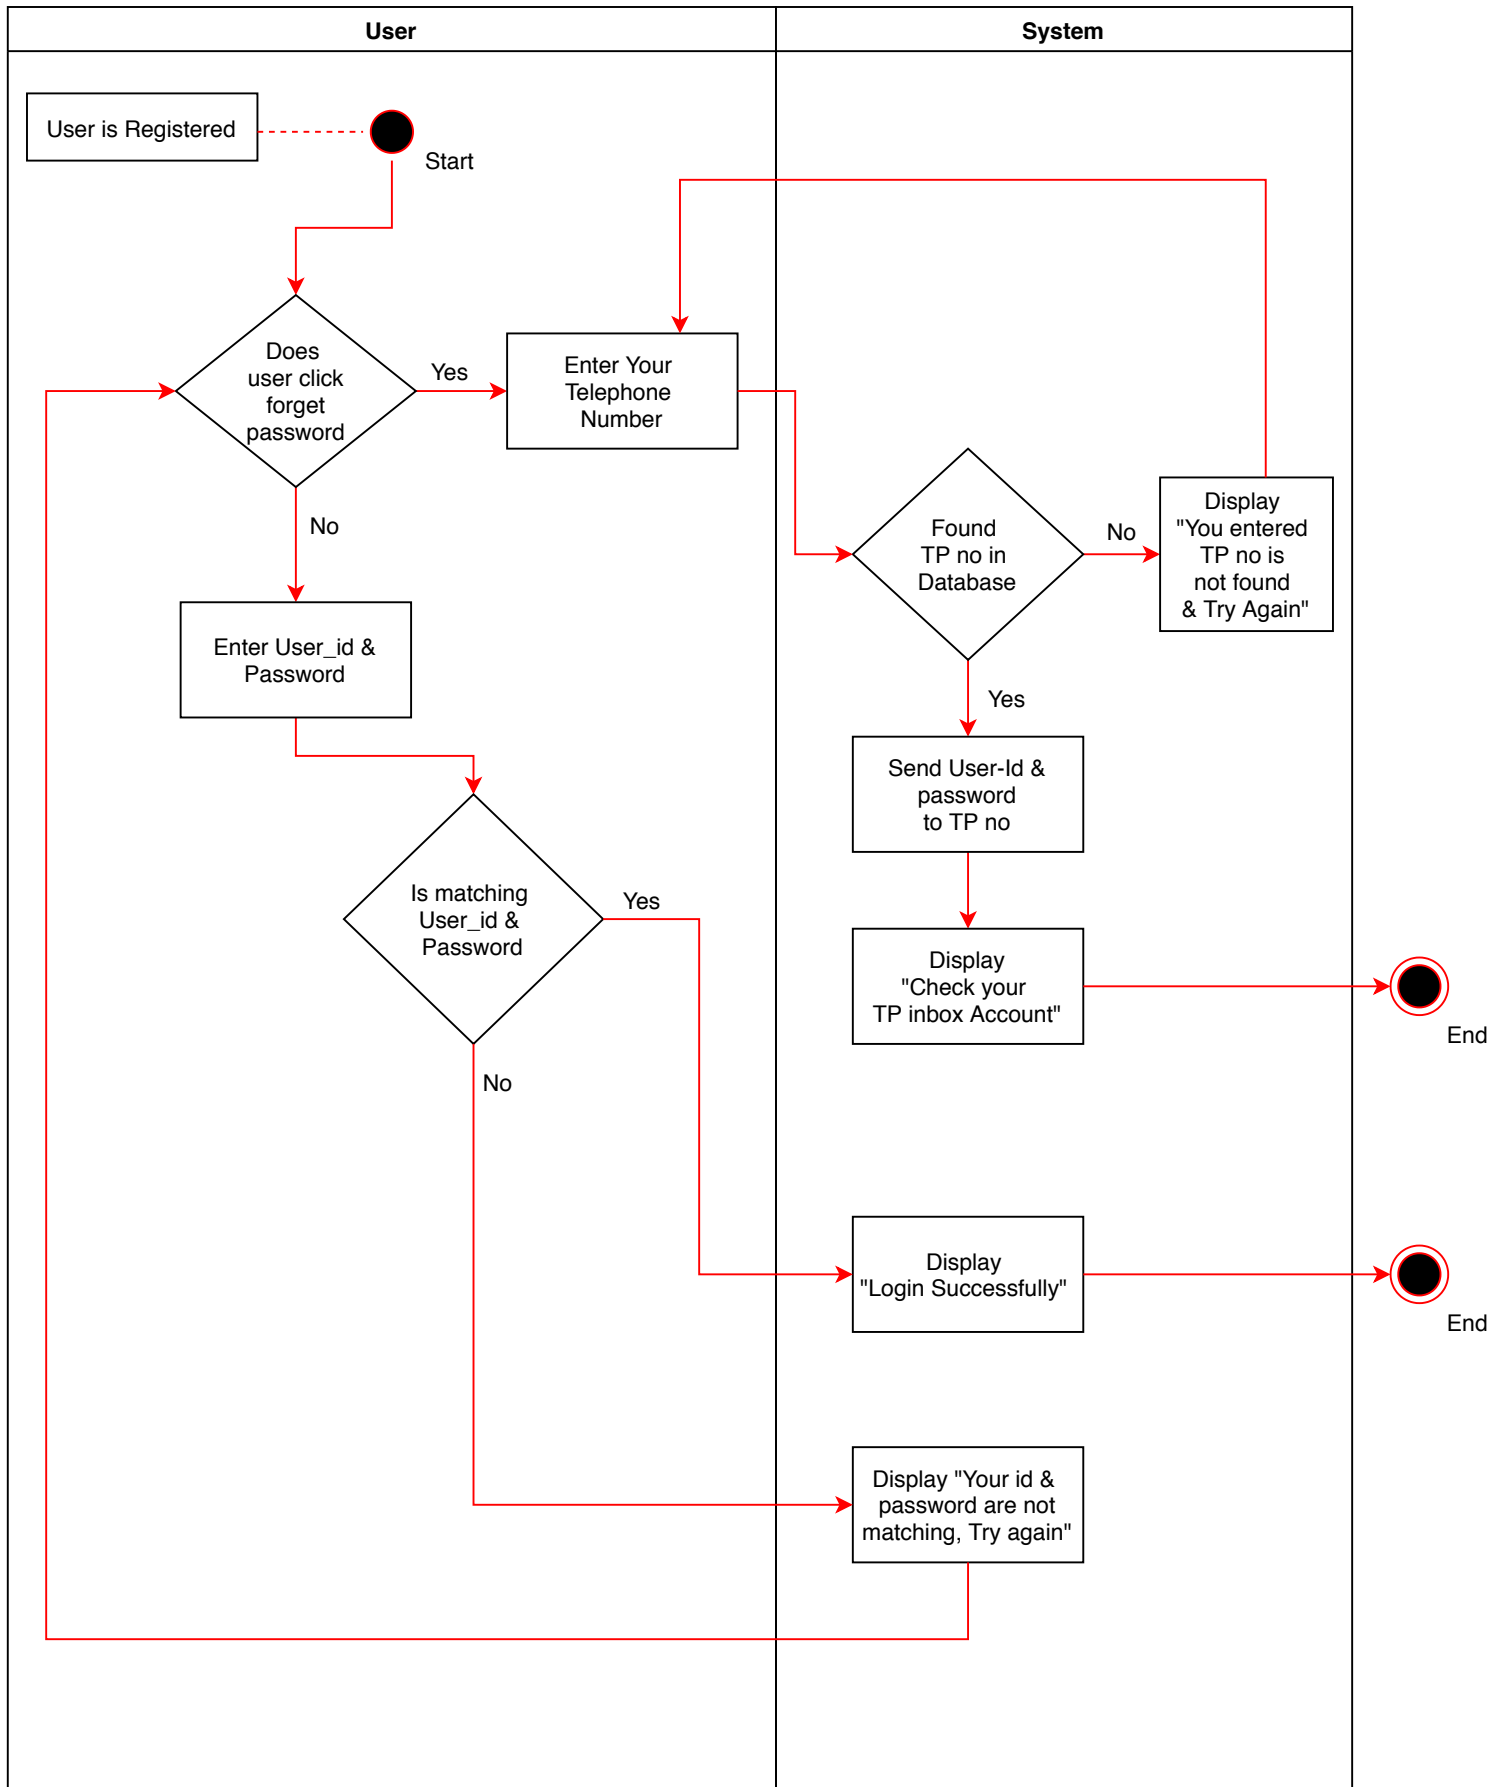 User
System
User is Registered
Start
Does
user click
forget
password
Yes
Enter Your
Telephone
Number
No
Found
TP no in
Database
No
Display
"You entered
TP no is
not found
& Try Again"
Enter User_id &
Password
Yes
Send User-Id &
password
to TP no
Is matching
User_id &
Password
Yes
Display
"Check your
TP inbox Account"
End
No
Display
"Login Successfully"
End
Display "Your id &
password are not
matching, Try again"